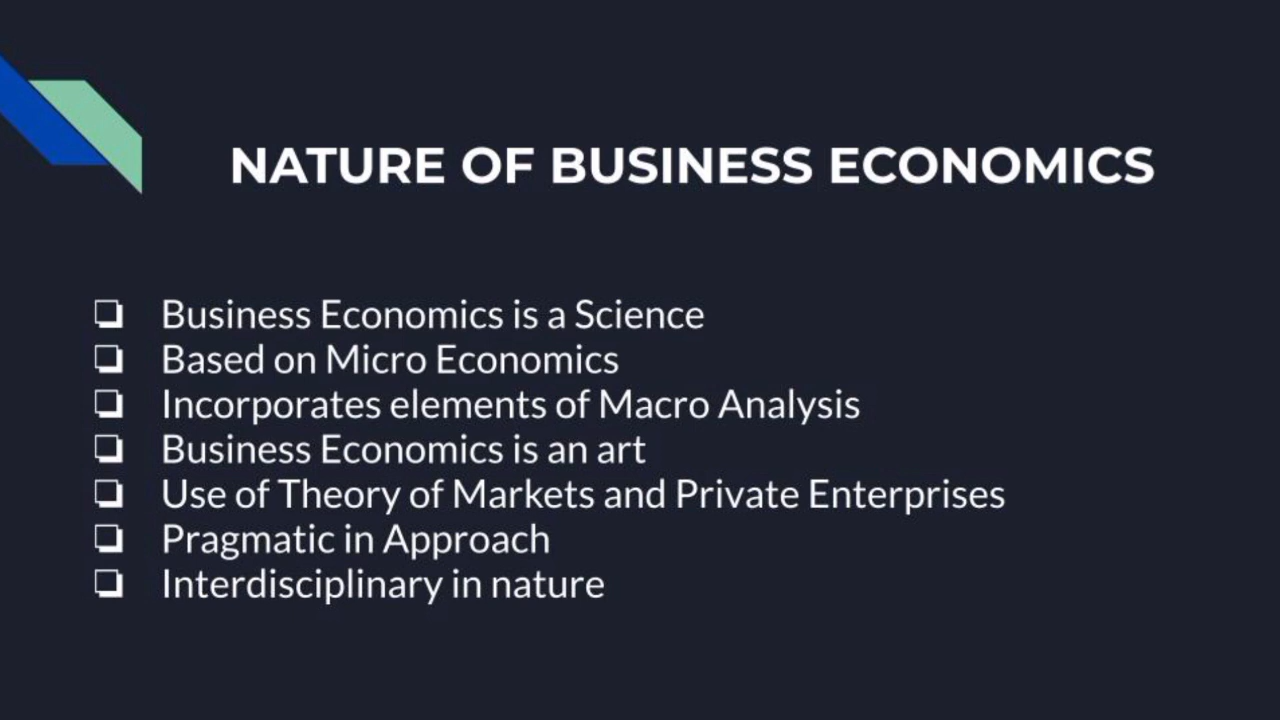 NATURE OF BUSINESS ECONOMICS
❏ Business Economics is a Science
❏ Based on Micro Economics
❏ Incorporates elements of Macro Analysis
❏ Business Economics is an art
❏ Use of Theory of Markets and Private Enterprises
❏ Pragmatic in Approach
❏ Interdisciplinary in nature